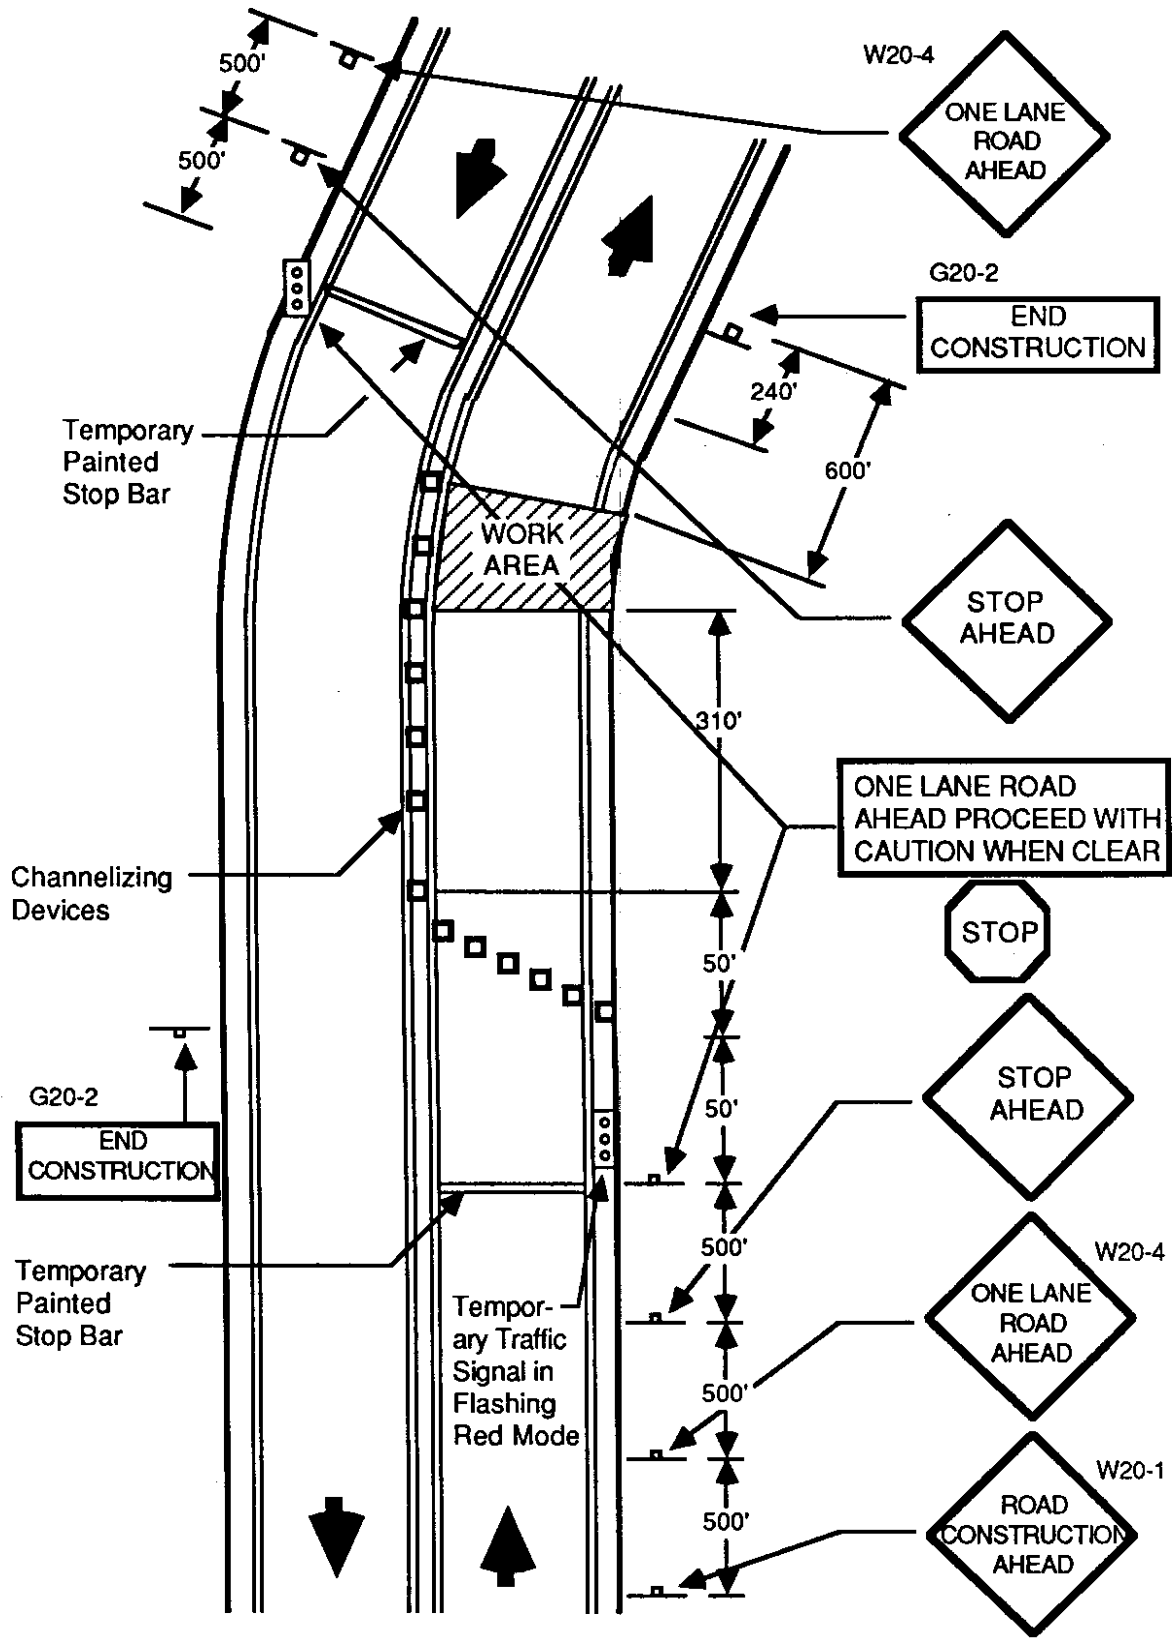 500'
W20-4
ONE LANE
ROAD
AHEAD
500'
G20-2
END
CONSTRUCTION
240'
600'
Temporary
Painted
Stop Bar
WORK
AREA
STOP
AHEAD
310'
ONE LANE ROAD
AHEAD PROCEED WITH
CAUTION WHEN CLEAR
Channelizing
Devices
STOP
50'
G20-2
END
CONSTRUCTION
50'
STOP
AHEAD
500'
Temporary
Painted
Stop Bar
Tempor-
ary Traffic
Signal in
Flashing
Red Mode
W20-4
ONE LANE
ROAD
AHEAD
500'
W20-1
ROAD
CONSTRUCTION
AHEAD
500'